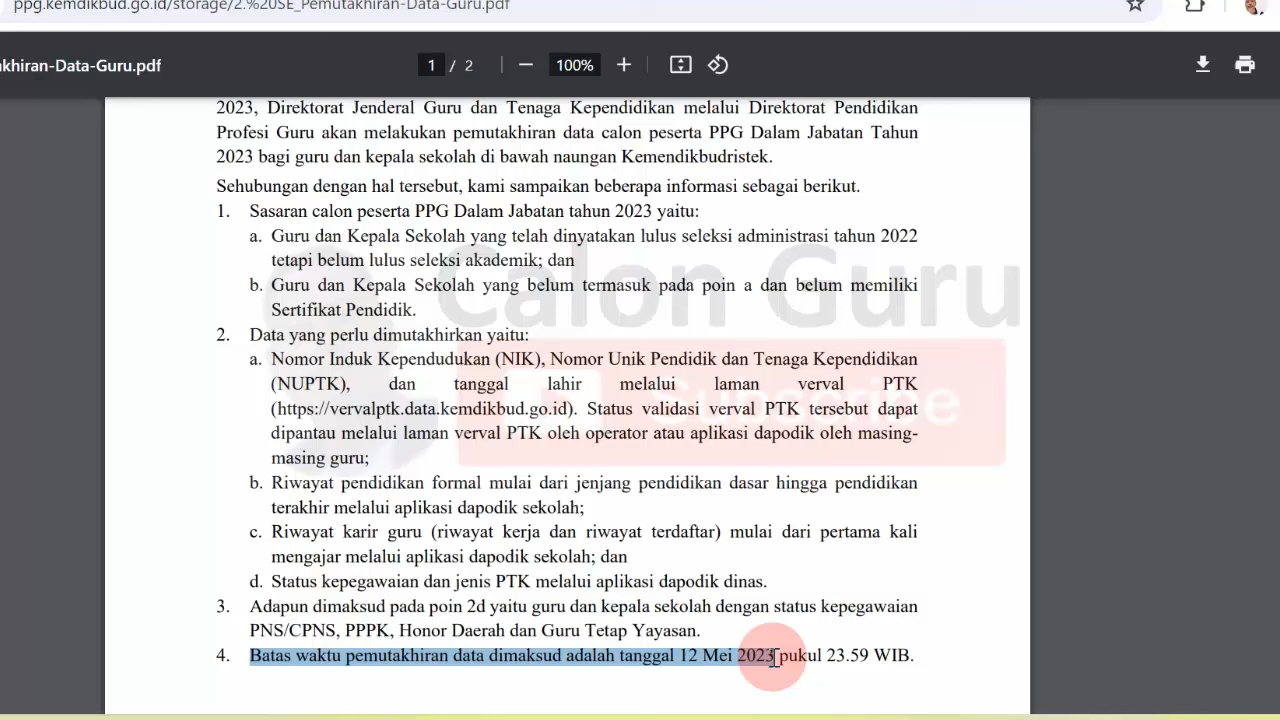 ppg.kemdikbud.go.id/storage/2.%20SE_Pemutakhiran-Data-Guru.pdf
khiran-Data-Guru.pdf
1 / 2
100%
2023, Direktorat Jenderal Guru dan Tenaga Kependidikan melalui Direktorat Pendidikan
Profesi Guru akan melakukan pemutakhiran data calon peserta PPG Dalam Jabatan Tahun
2023 bagi guru dan kepala sekolah di bawah naungan Kemendikbudristek.
Sehubungan dengan hal tersebut, kami sampaikan beberapa informasi sebagai berikut.
1. Sasaran calon peserta PPG Dalam Jabatan tahun 2023 yaitu:
a. Guru dan Kepala Sekolah yang telah dinyatakan lulus seleksi administrasi tahun 2022
tetapi belum lulus seleksi akademik; dan
b. Guru dan Kepala Sekolah yang belum termasuk pada poin a dan belum memiliki
Sertifikat Pendidik.
Calon Guru
2. Data yang perlu dimutakhirkan yaitu:
a. Nomor Induk Kependudukan (NIK), Nomor Unik Pendidik dan Tenaga Kependidikan
(NUPTK), dan tanggal lahir melalui laman verval PTK
(https://vervalptk.data.kemdikbud.go.id). Status validasi verval PTK tersebut dapat
dipantau melalui laman verval PTK oleh operator atau aplikasi dapodik oleh masing-
masing guru;
Subscribe
b. Riwayat pendidikan formal mulai dari jenjang pendidikan dasar hingga pendidikan
terakhir melalui aplikasi dapodik sekolah;
c. Riwayat karir guru (riwayat kerja dan riwayat terdaftar) mulai dari pertama kali
mengajar melalui aplikasi dapodik sekolah; dan
d. Status kepegawaian dan jenis PTK melalui aplikasi dapodik dinas.
3. Adapun dimaksud pada poin 2d yaitu guru dan kepala sekolah dengan status kepegawaian
PNS/CPNS, PPPK, Honor Daerah dan Guru Tetap Yayasan.
4. Batas waktu pemutakhiran data dimaksud adalah tanggal 12 Mei 2023 pukul 23.59 WIB.